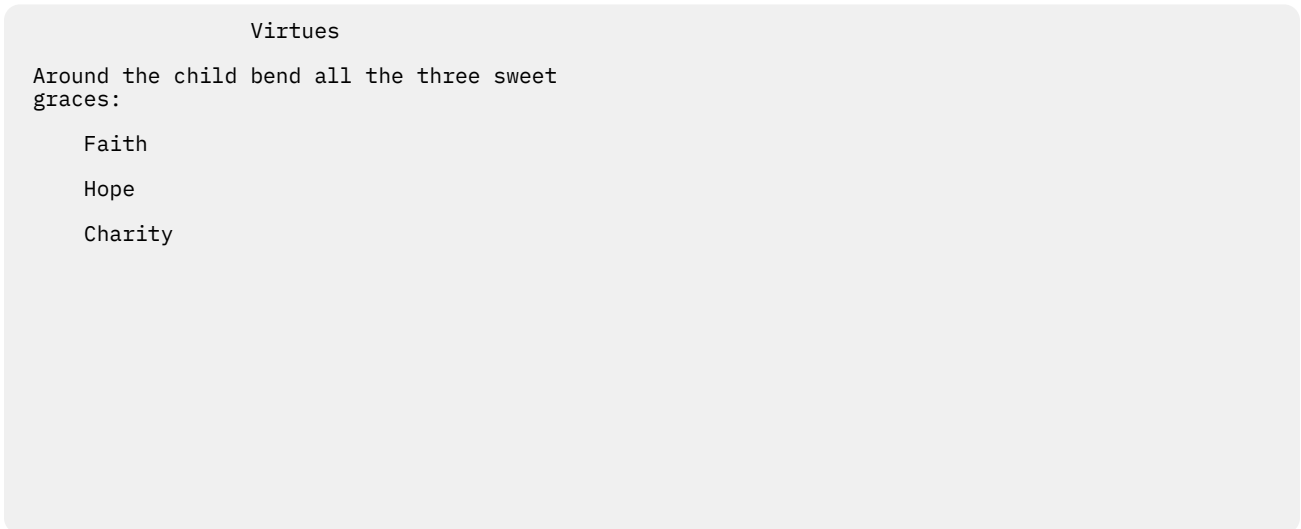 Virtues
Around the child bend all the three sweet
graces:
Faith
Hope
Charity